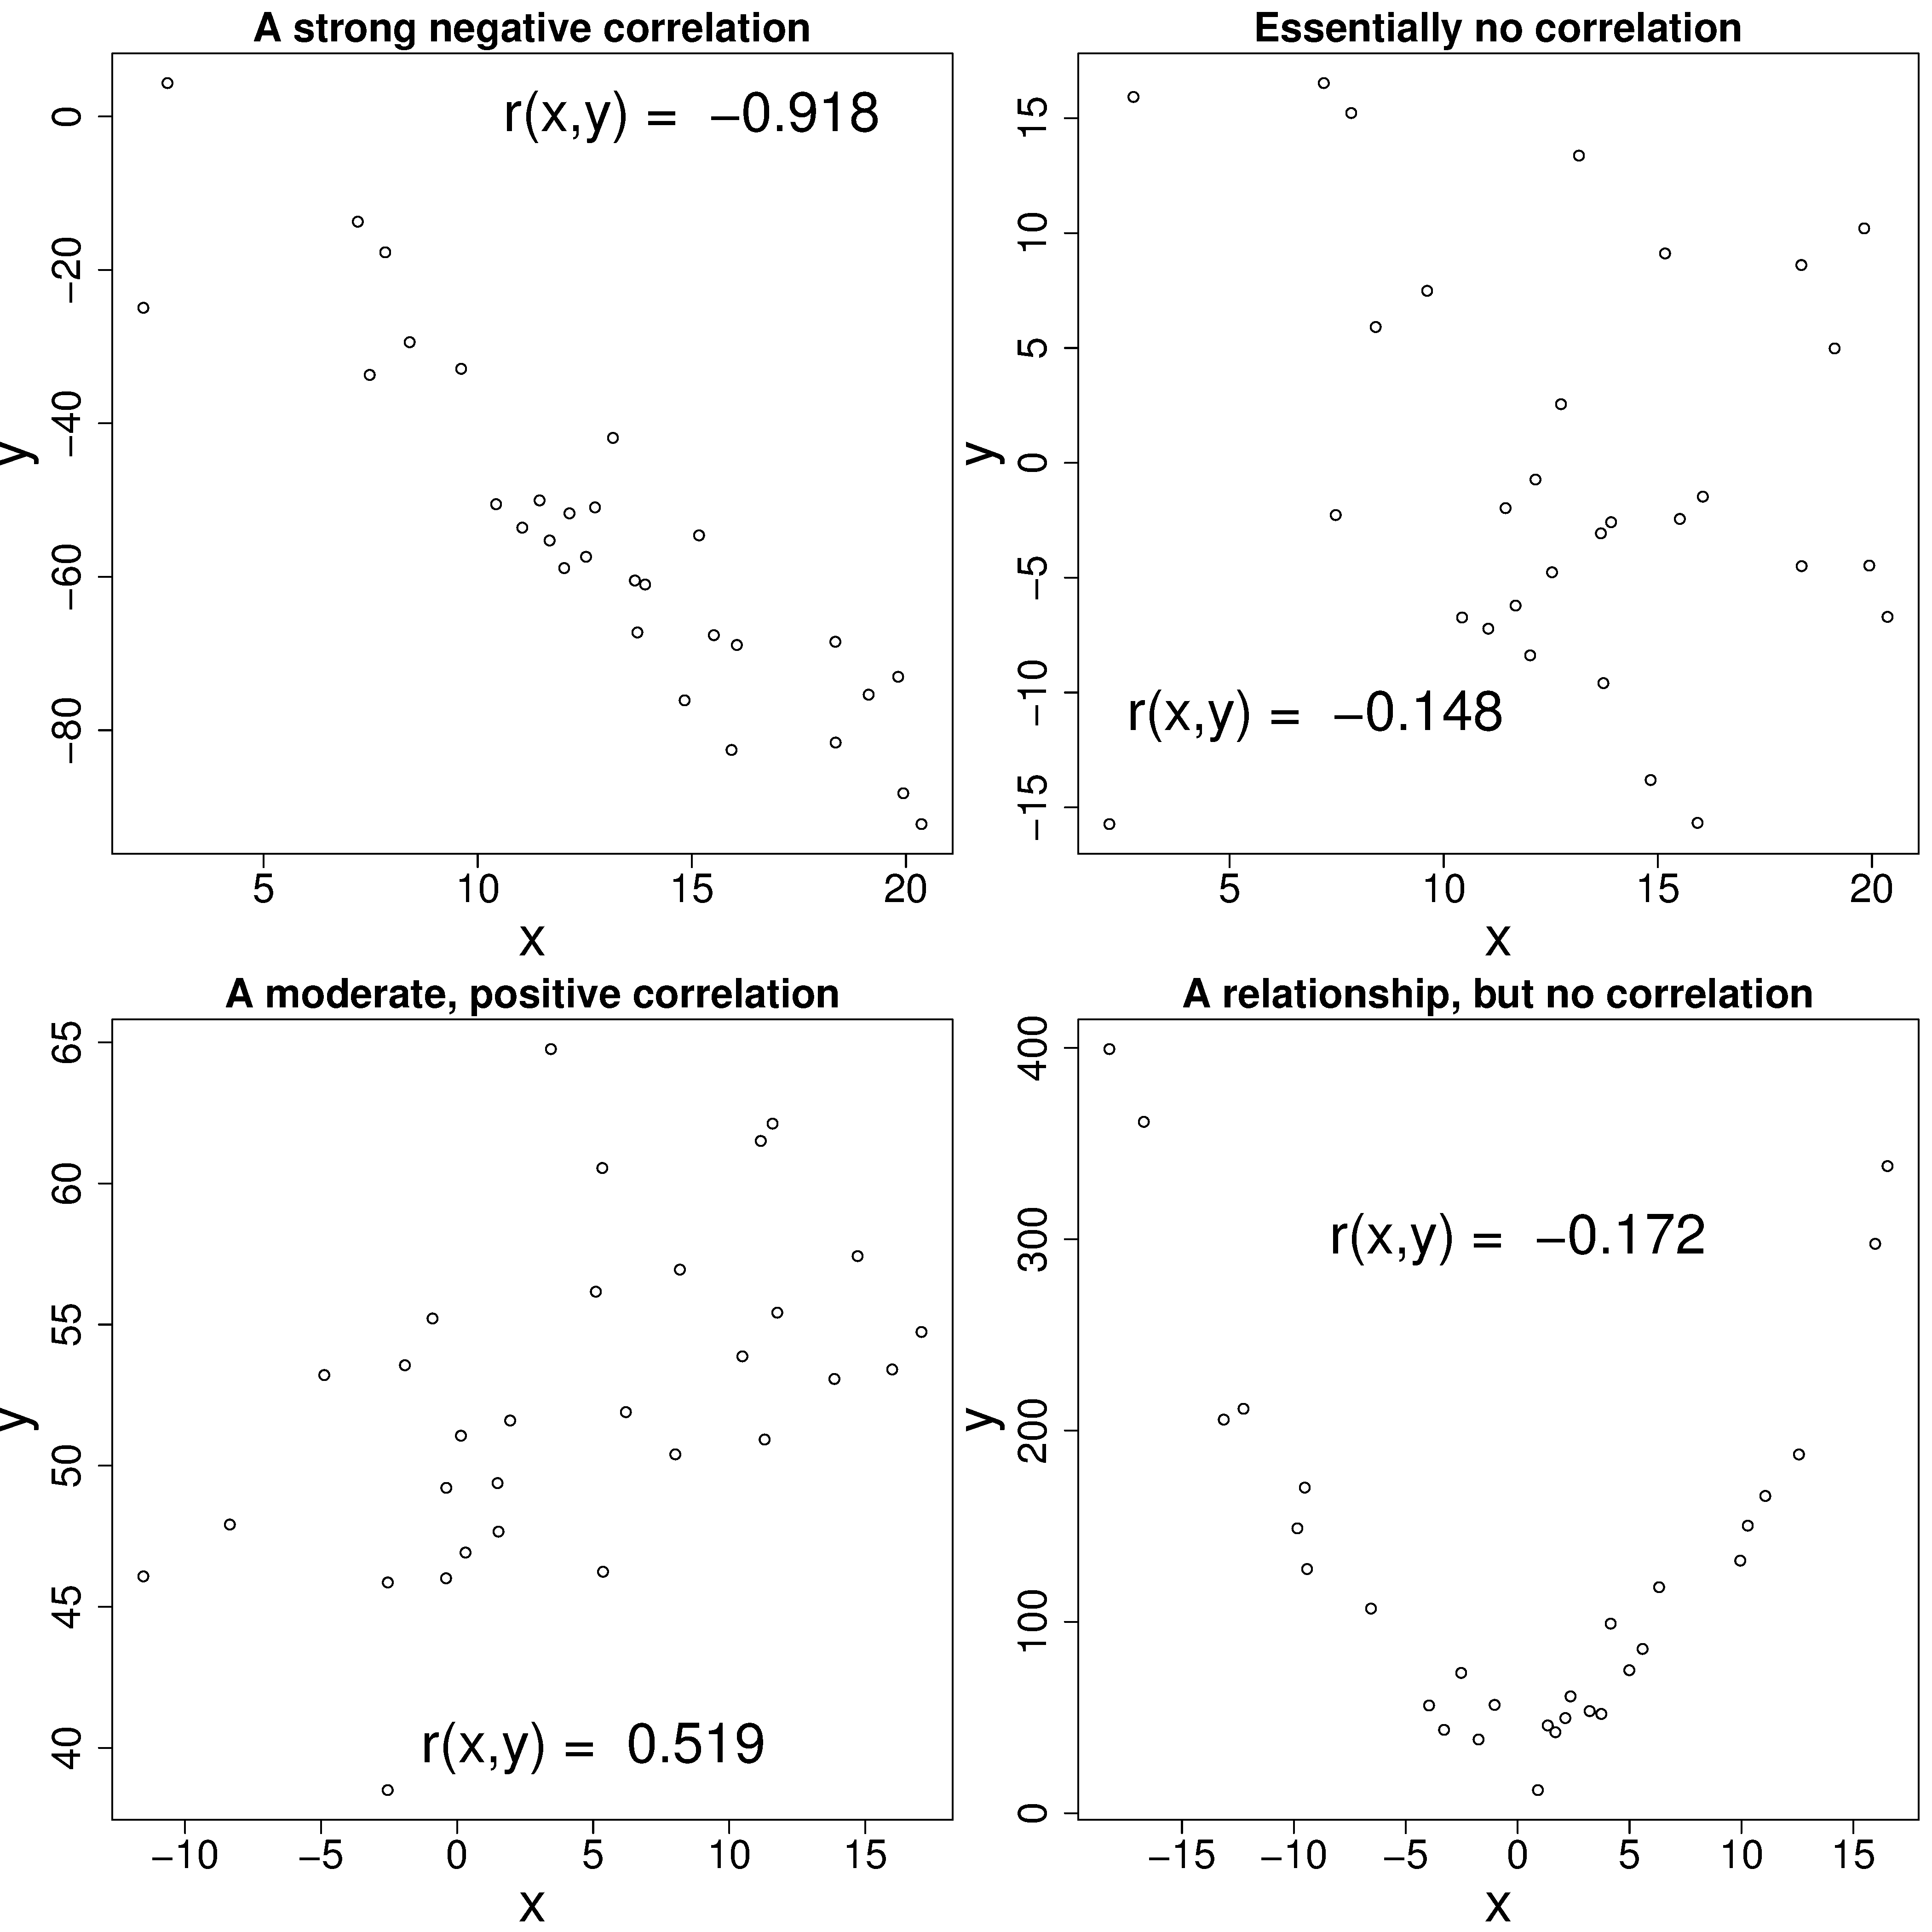 A strong negative correlation
r(x,y) = −0.918
0
−20
−40
−60
−80
y
5 10 15 20
x
Essentially no correlation
15
10
5
0
−5
−10
−15
y
r(x,y) = −0.148
5 10 15 20
x
A moderate, positive correlation
65
60
55
50
45
40
y
r(x,y) = 0.519
−10 −5 0 5 10 15
x
A relationship, but no correlation
400
300
200
100
0
y
r(x,y) = −0.172
−15 −10 −5 0 5 10 15
x